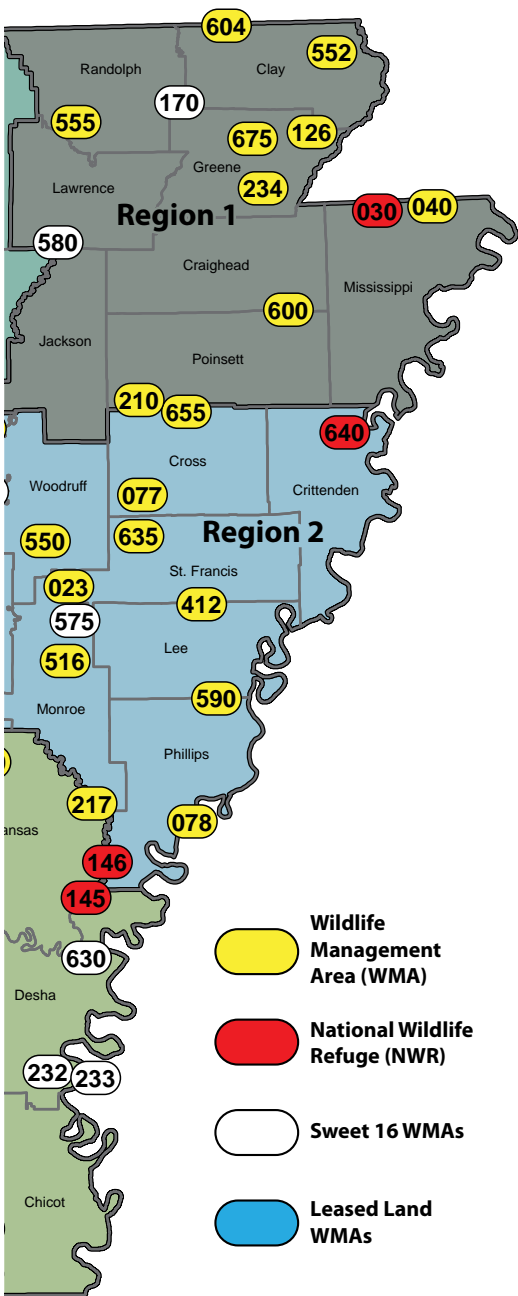 604
552
Randolph
Clay
170
555
126
675
Greene
Lawrence
234
Region 1
030
040
580
Craighead
Mississippi
600
Jackson
Poinsett
210
655
640
Cross
Woodruff
077
Crittenden
Region 2
550
635
St. Francis
023
412
575
Lee
516
590
Monroe
Phillips
217
078
ansas
146
145
630
Desha
232
233
Chicot
Wildlife
Management
Area (WMA)
National Wildlife
Refuge (NWR)
Sweet 16 WMAs
Leased Land
WMAs